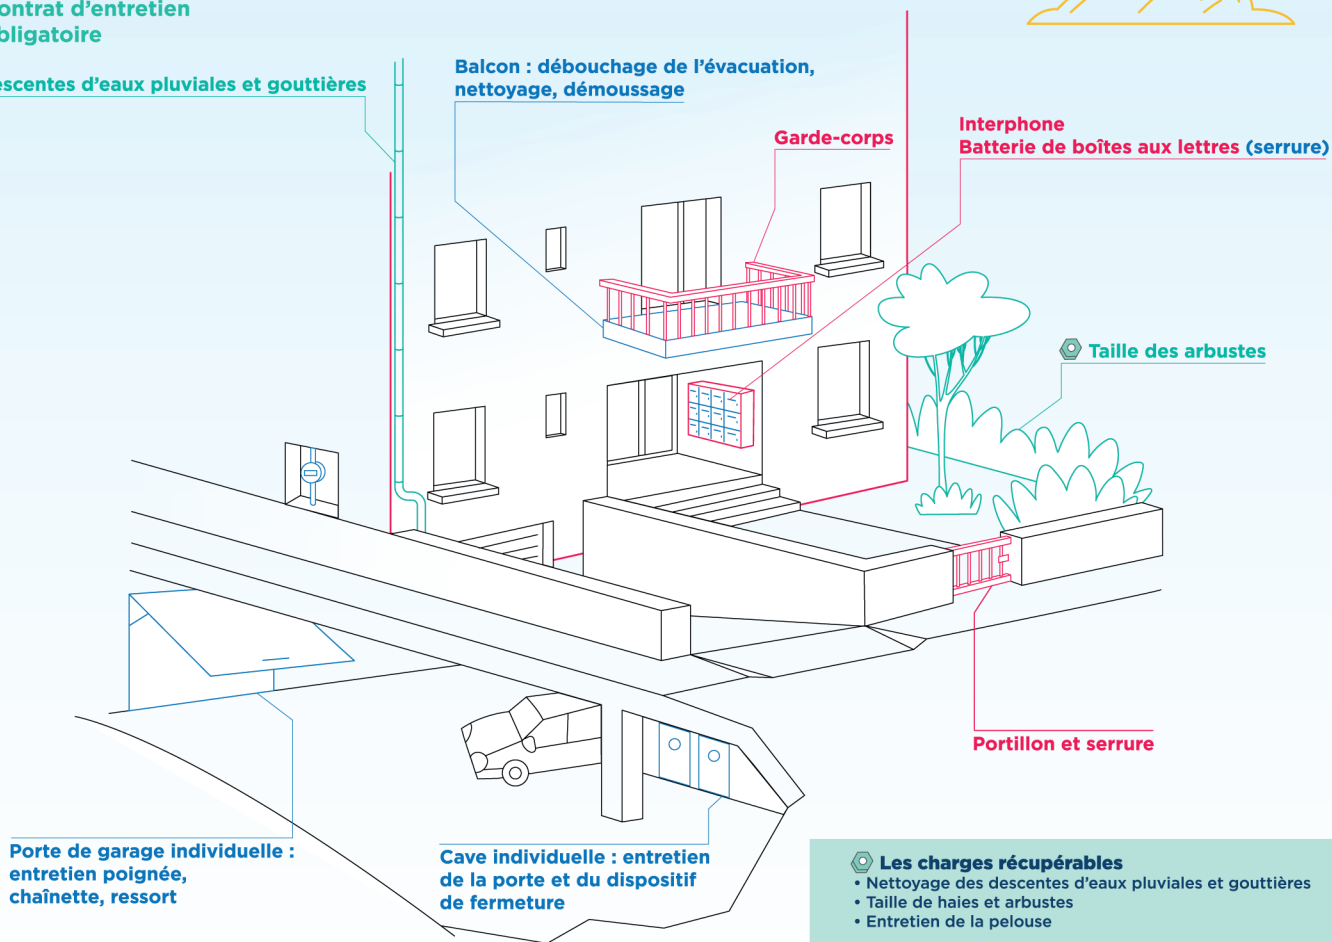 ontrat d'entretien
bligatoire
escentes d'eaux pluviales et gouttières
Balcon : débouchage de l'évacuation,
nettoyage, démoussage
Garde-corps
Interphone
Batterie de boîtes aux lettres (serrure)
Taille des arbustes
Portillon et serrure
Porte de garage individuelle :
entretien poignée,
chaînette, ressort
Cave individuelle : entretien
de la porte et du dispositif
de fermeture
Les charges récupérables
• Nettoyage des descentes d'eaux pluviales et gouttières
• Taille de haies et arbustes
• Entretien de la pelouse